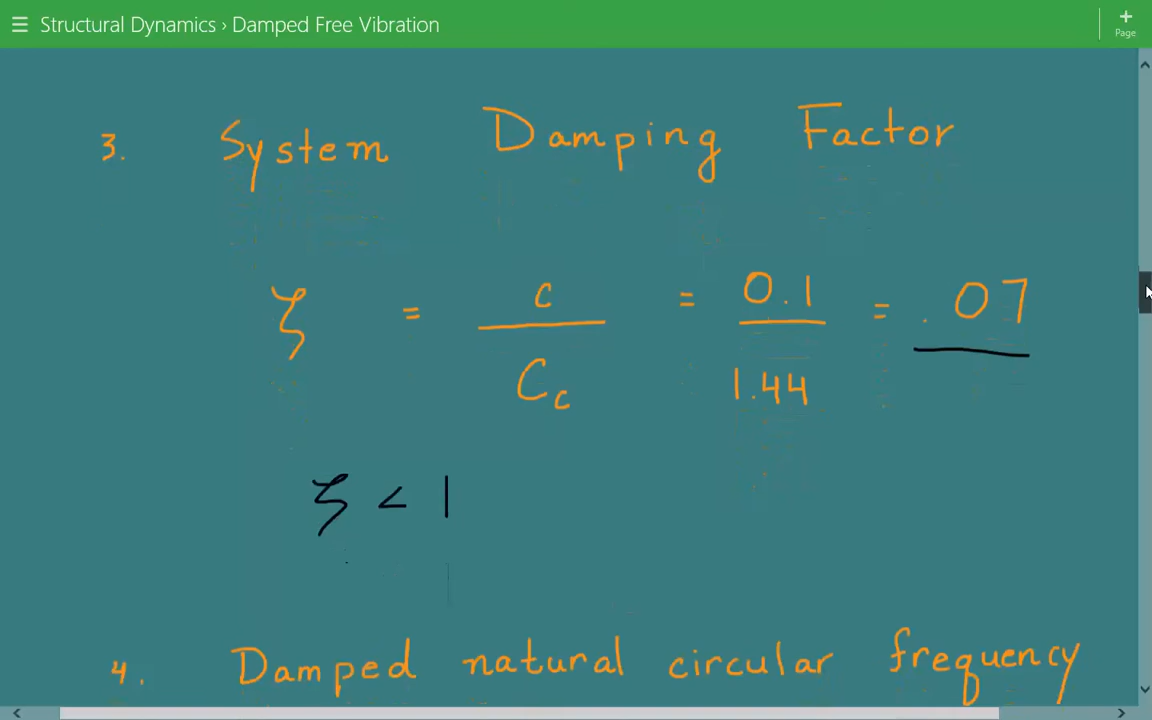 ☰ Structural Dynamics › Damped Free Vibration
+ Page
3. System Damping Factor
ζ = c / Cc = 0.1 / 1.44 = .07
ζ < 1
4. Damped natural circular frequency